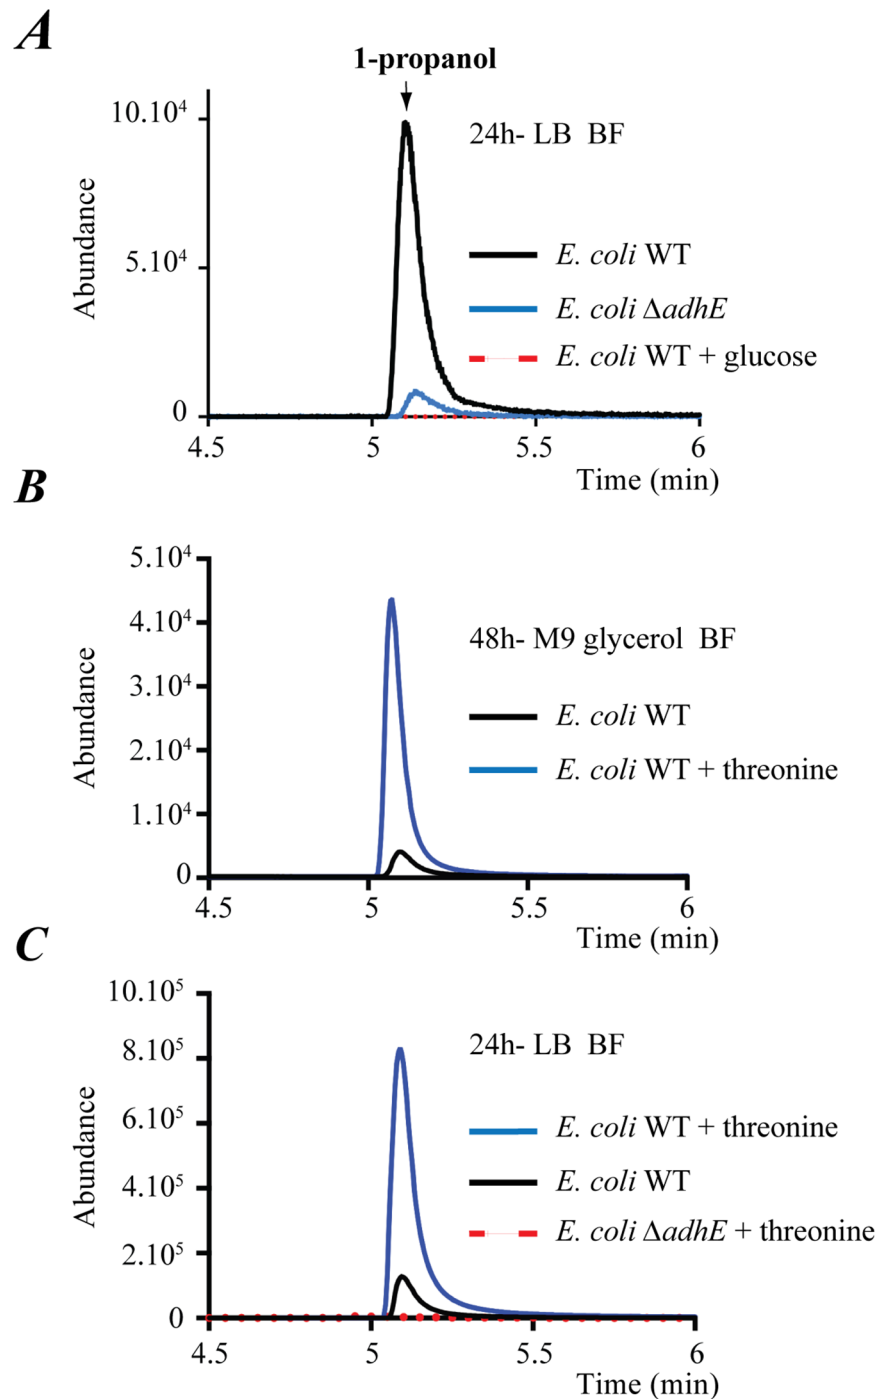 A
1-propanol
10.10⁴
24h- LB BF
Abundance
5.10⁴
E. coli WT
E. coli ΔadhE
E. coli WT + glucose
0
4.5 5 5.5 6
Time (min)
B
5.10⁴
4.10⁴
48h- M9 glycerol BF
3.10⁴
Abundance
E. coli WT
2.10⁴
E. coli WT + threonine
1.10⁴
0
4.5 5 5.5 6
Time (min)
C
10.10⁵
24h- LB BF
8.10⁵
Abundance
6.10⁵
E. coli WT + threonine
4.10⁵
E. coli WT
E. coli ΔadhE + threonine
2.10⁵
0
4.5 5 5.5 6
Time (min)